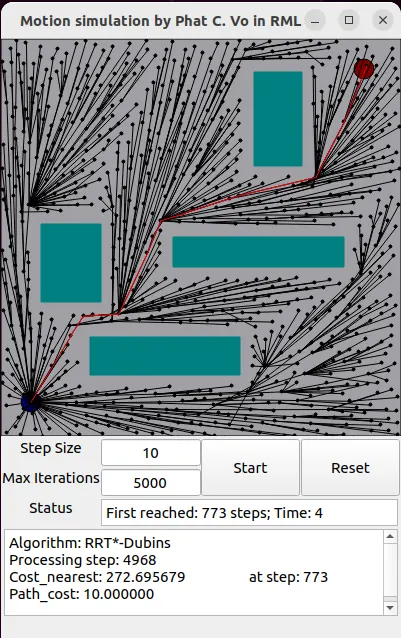 Motion simulation by Phat C. Vo in RML
Step Size 10
Max Iterations 5000
Start Reset
Status First reached: 773 steps; Time: 4
Algorithm: RRT*-Dubins
Processing step: 4968
Cost_nearest: 272.695679 at step: 773
Path_cost: 10.000000